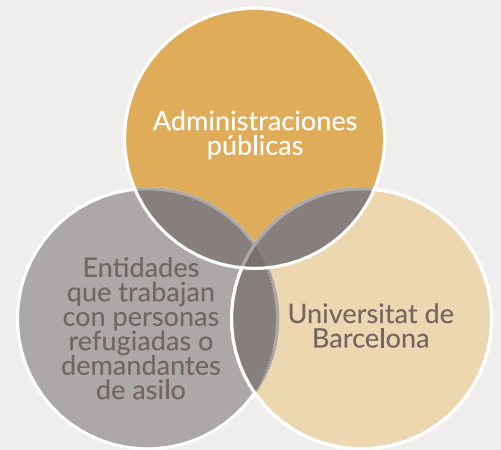 Administraciones
públicas
Entidades
que trabajan
con personas
refugiadas o
demandantes
de asilo
Universitat de
Barcelona